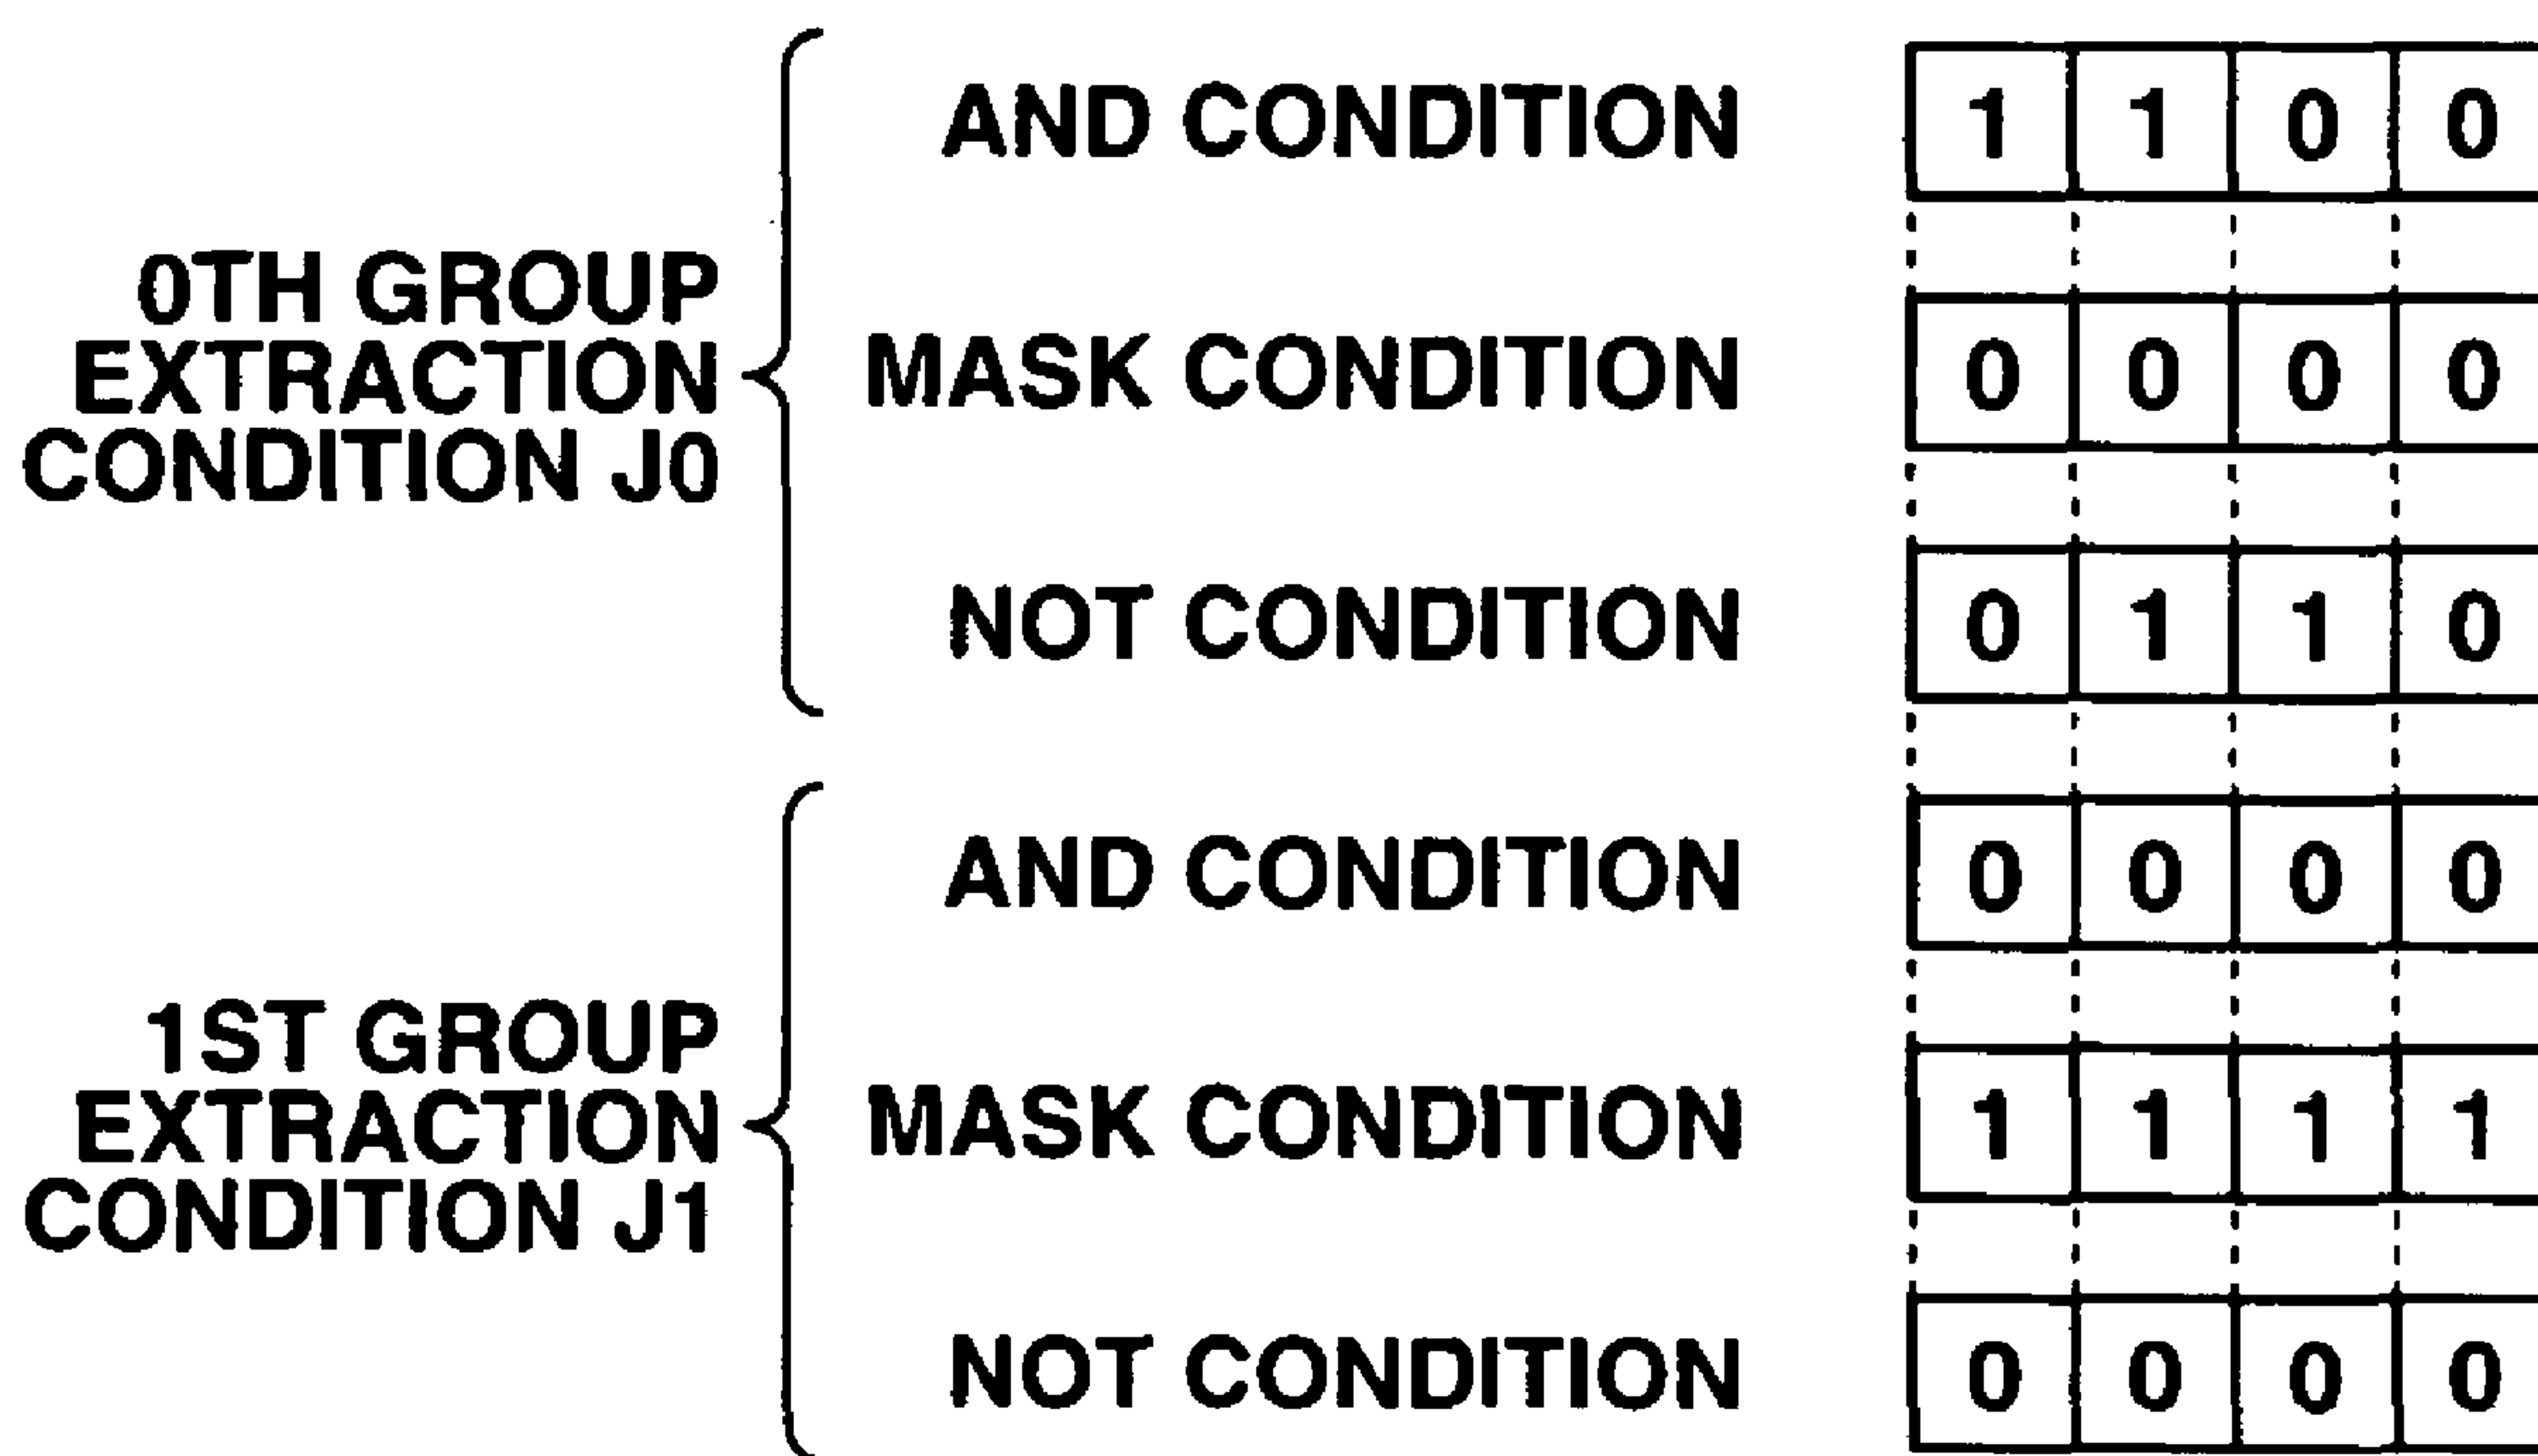 AND CONDITION 1 1 0 0
0TH GROUP
EXTRACTION
CONDITION J0
MASK CONDITION 0 0 0 0
NOT CONDITION 0 1 1 0
AND CONDITION 0 0 0 0
1ST GROUP
EXTRACTION
CONDITION J1
MASK CONDITION 1 1 1 1
NOT CONDITION 0 0 0 0